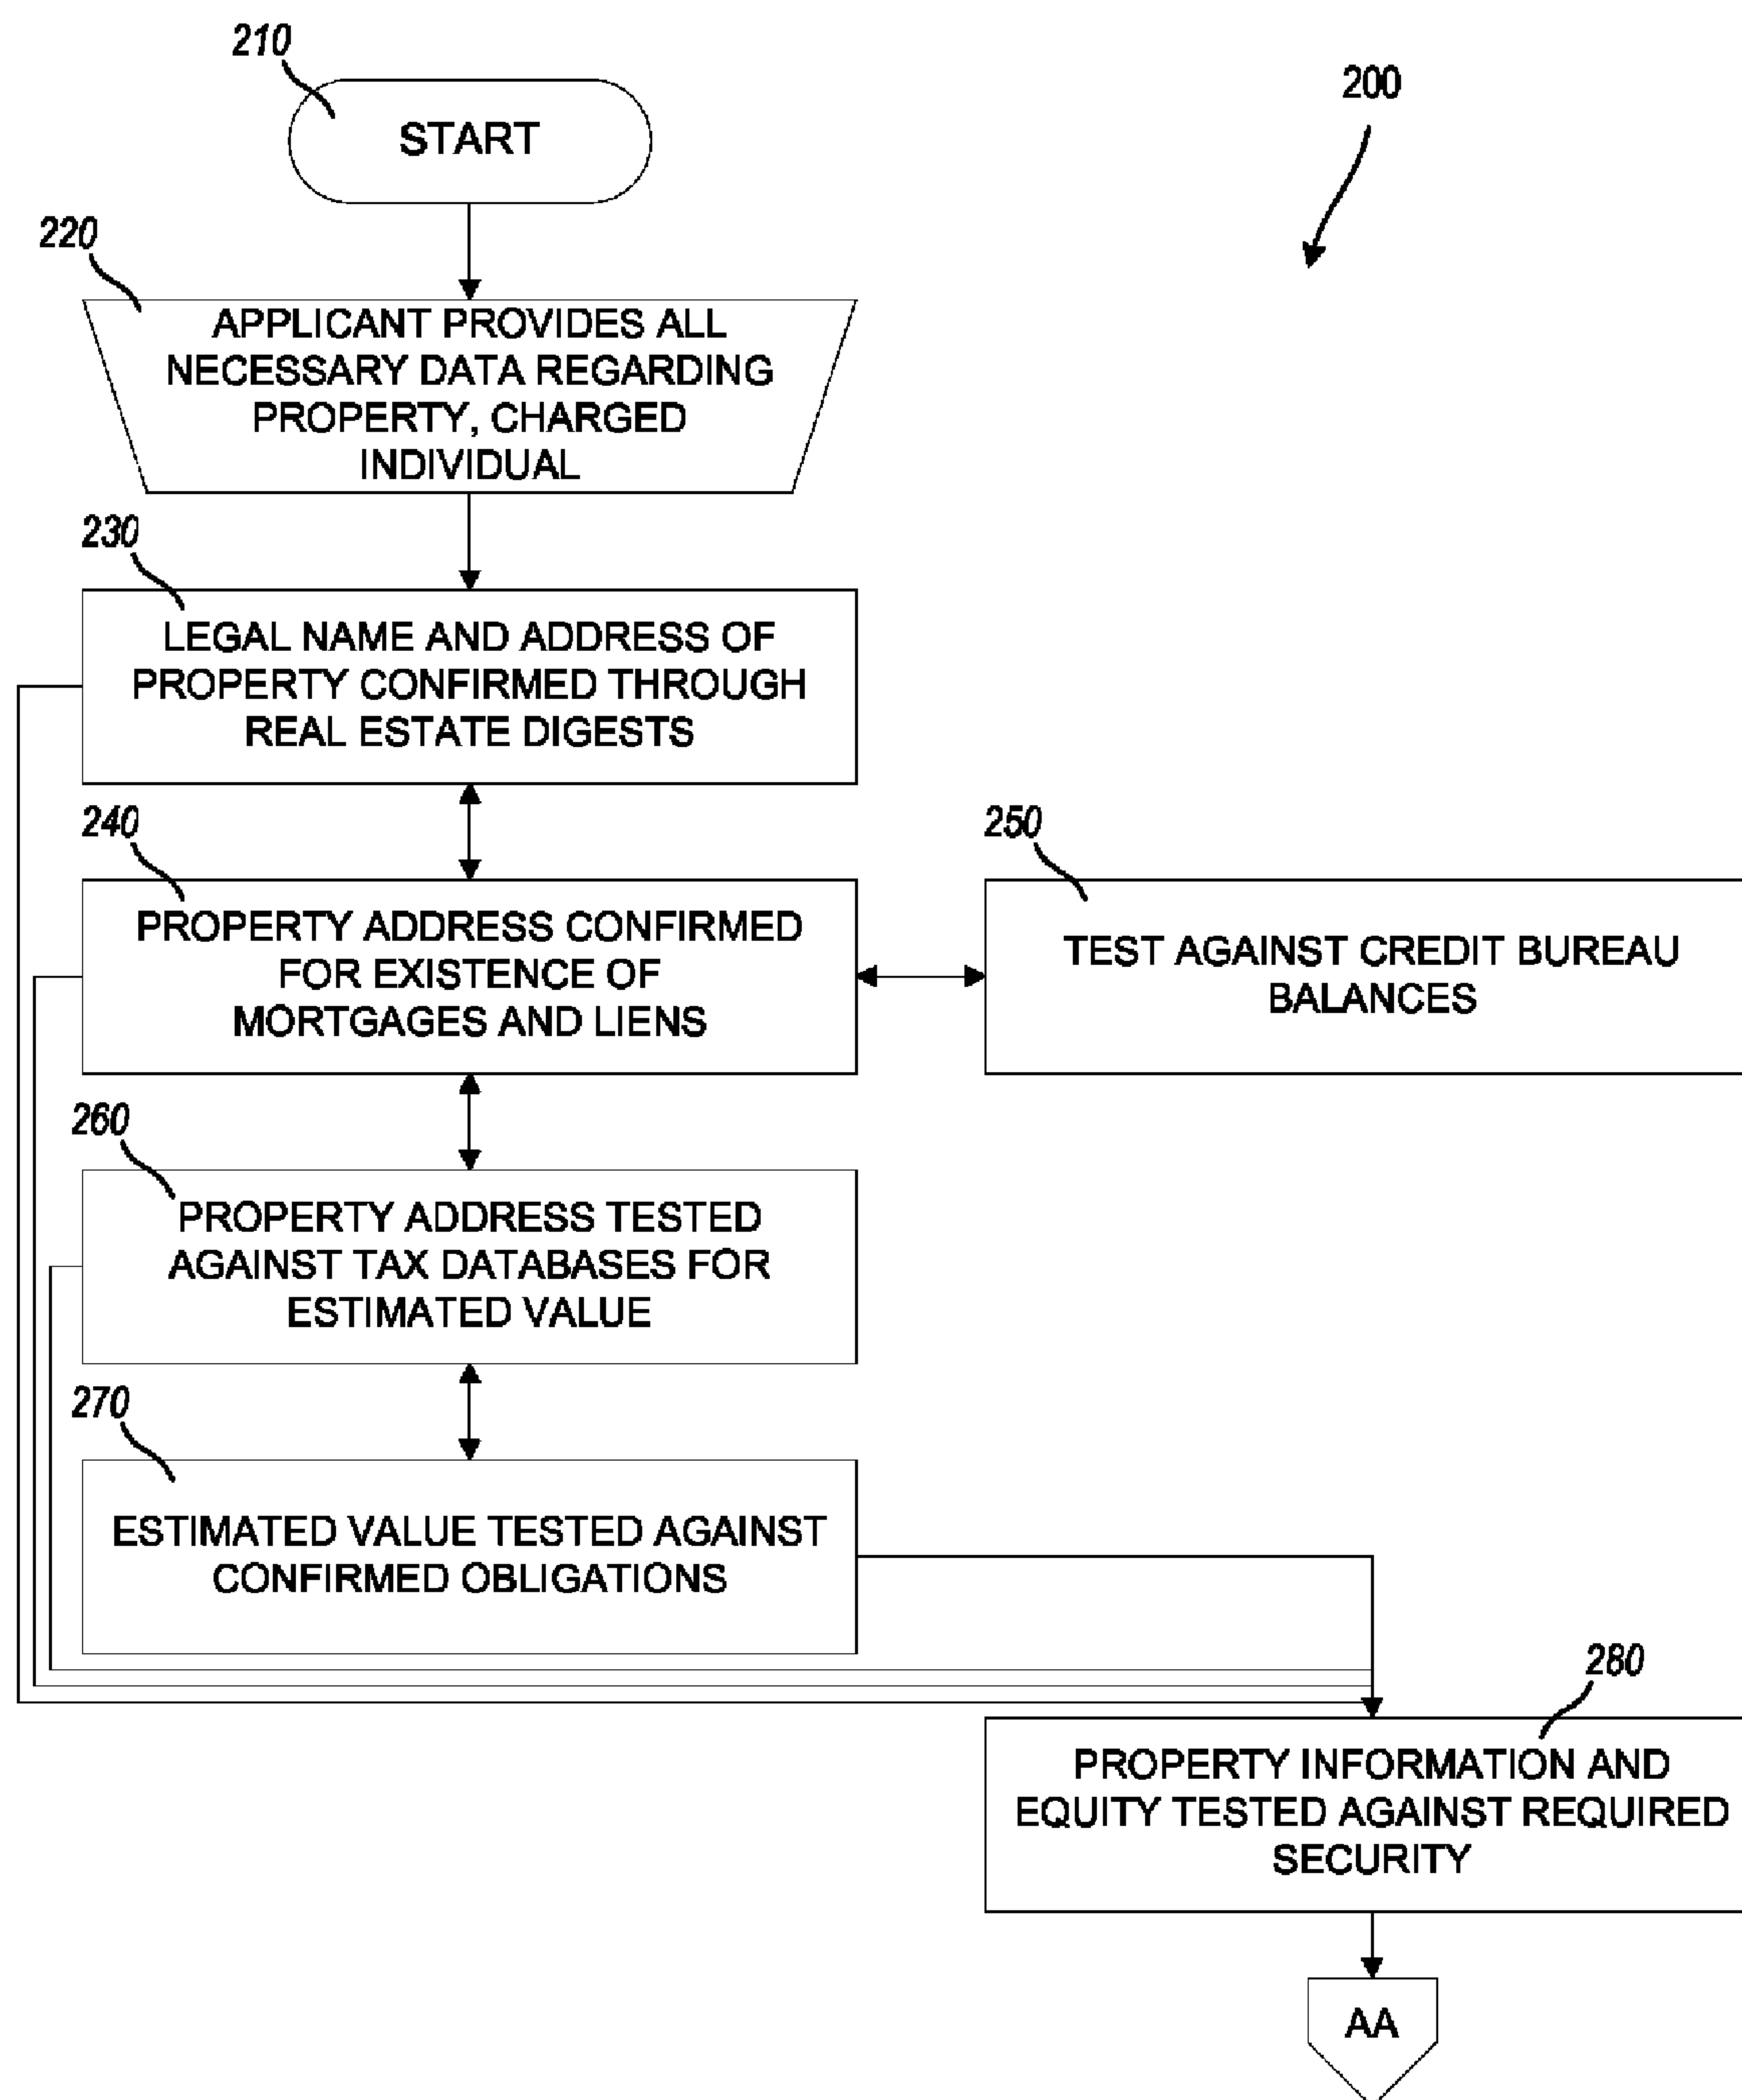 210
START
200
220
APPLICANT PROVIDES ALL
NECESSARY DATA REGARDING
PROPERTY, CHARGED
INDIVIDUAL
230
LEGAL NAME AND ADDRESS OF
PROPERTY CONFIRMED THROUGH
REAL ESTATE DIGESTS
240
PROPERTY ADDRESS CONFIRMED
FOR EXISTENCE OF
MORTGAGES AND LIENS
250
TEST AGAINST CREDIT BUREAU
BALANCES
260
PROPERTY ADDRESS TESTED
AGAINST TAX DATABASES FOR
ESTIMATED VALUE
270
ESTIMATED VALUE TESTED AGAINST
CONFIRMED OBLIGATIONS
280
PROPERTY INFORMATION AND
EQUITY TESTED AGAINST REQUIRED
SECURITY
AA